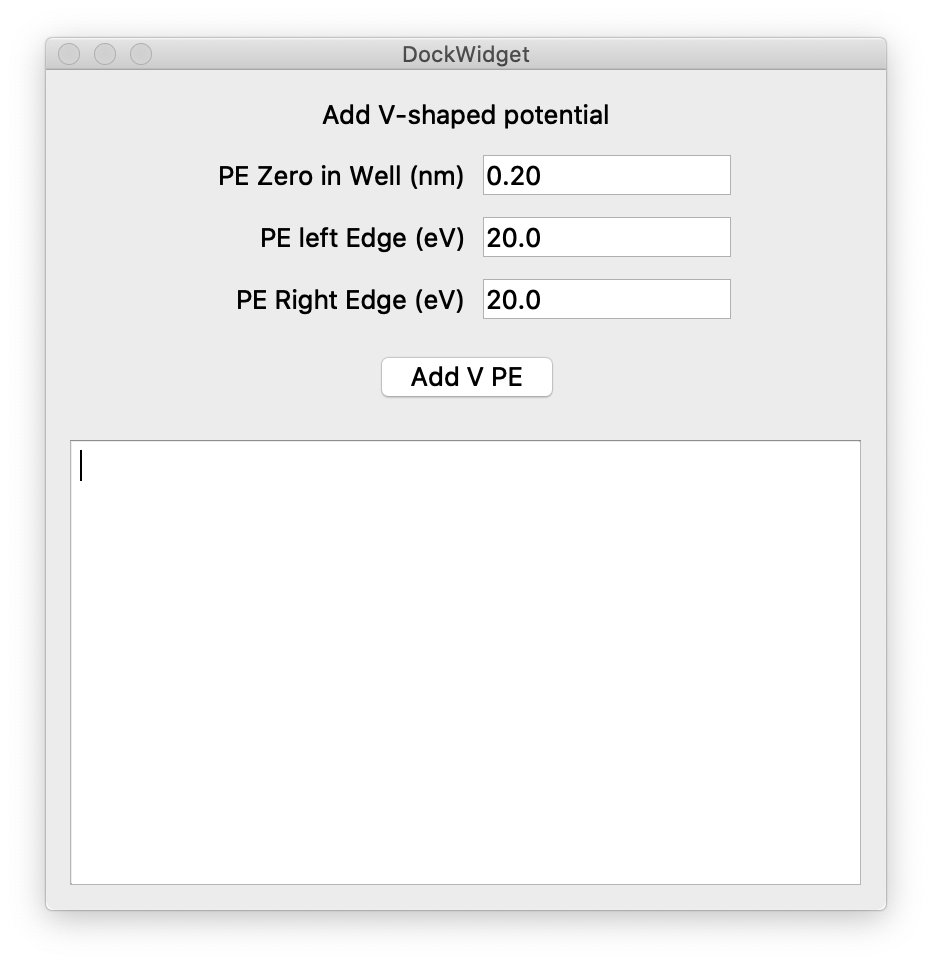 DockWidget
Add V-shaped potential
PE Zero in Well (nm) 0.20
PE left Edge (eV) 20.0
PE Right Edge (eV) 20.0
Add V PE